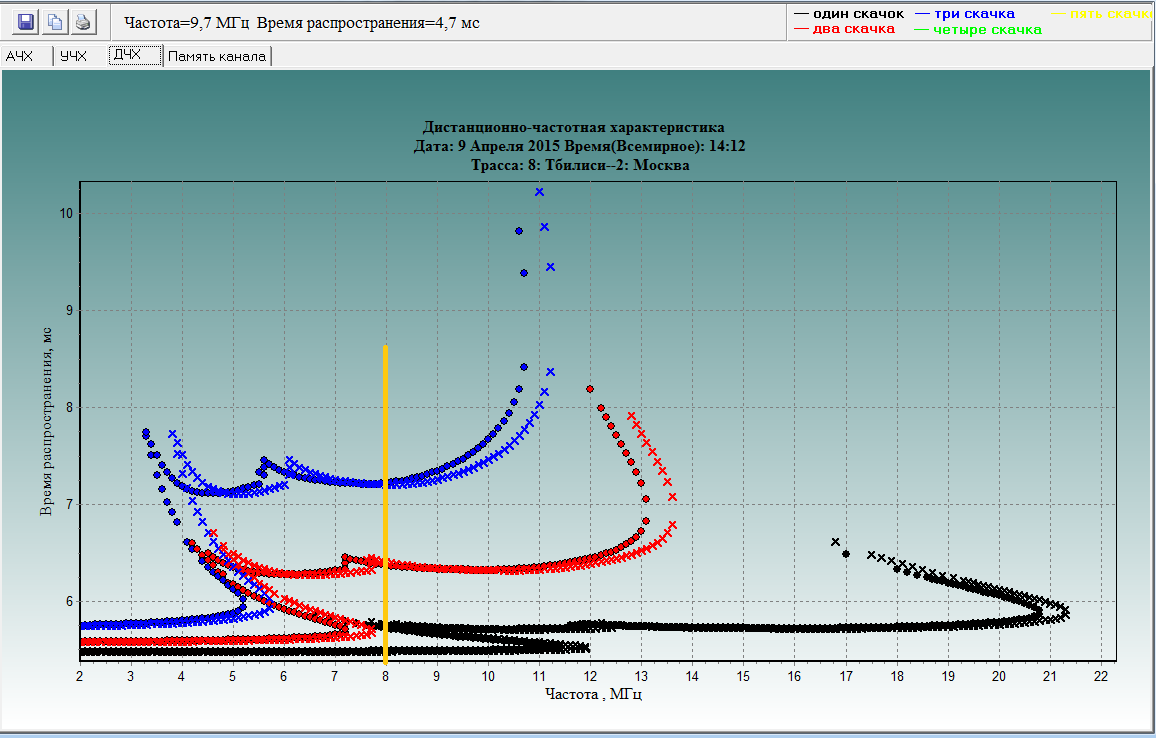 Частота=9,7 МГц Время распространения=4,7 мс
один скачок три скачка пять скачко
два скачка четыре скачка
АЧХ УЧХ ДЧХ Память канала
Дистанционно-частотная характеристика
Дата: 9 Апреля 2015 Время(Всемирное): 14:12
Трасса: 8: Тбилиси--2: Москва
Время распространения, мс
10
9
8
7
6
2 3 4 5 6 7 8 9 10 11 12 13 14 15 16 17 18 19 20 21 22
Частота , МГц